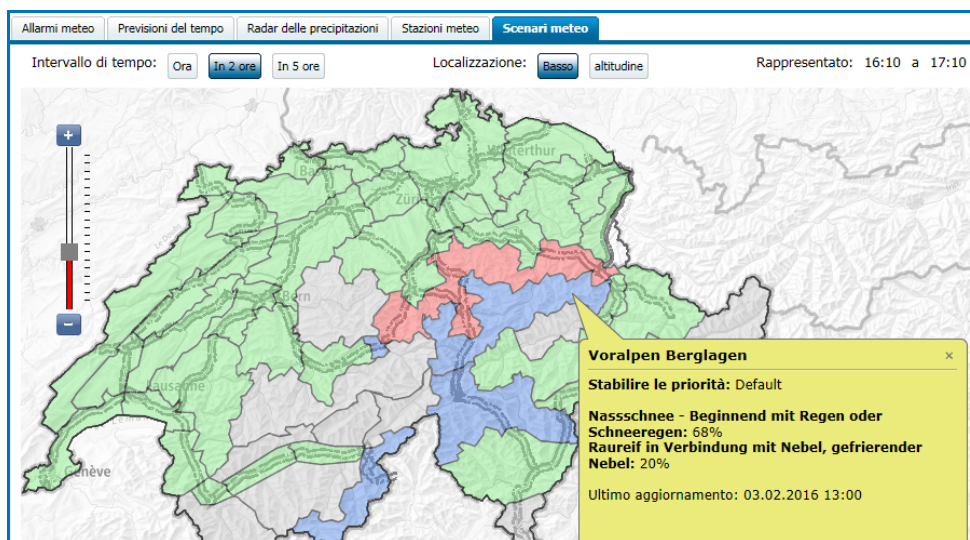 Allarmi meteo Previsioni del tempo Radar delle precipitazioni Stazioni meteo Scenari meteo
Intervallo di tempo: Ora In 2 ore In 5 ore Localizzazione: Basso altitudine Rappresentato: 16:10 a 17:10
+
Winterthur
Zürich
Bern
Lausanne
Genève
−
Voralpen Berglagen ×
Stabilire le priorità: Default
Nassschnee - Beginnend mit Regen oder
Schneeregen: 68%
Raureif in Verbindung mit Nebel, gefrierender
Nebel: 20%
Ultimo aggiornamento: 03.02.2016 13:00